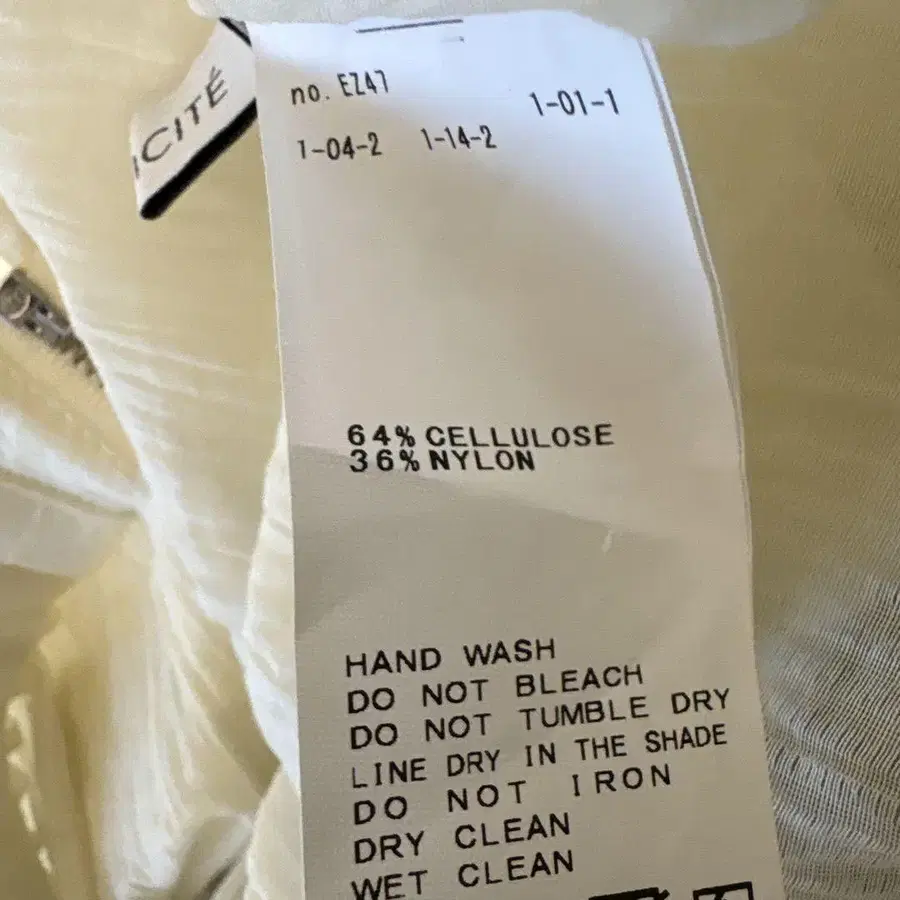 CITÉ
no. EZ47
1-01-1
1-04-2 1-14-2
64% CELLULOSE
36% NYLON
HAND WASH
DO NOT BLEACH
DO NOT TUMBLE DRY
LINE DRY IN THE SHADE
DO NOT IRON
DRY CLEAN
WET CLEAN